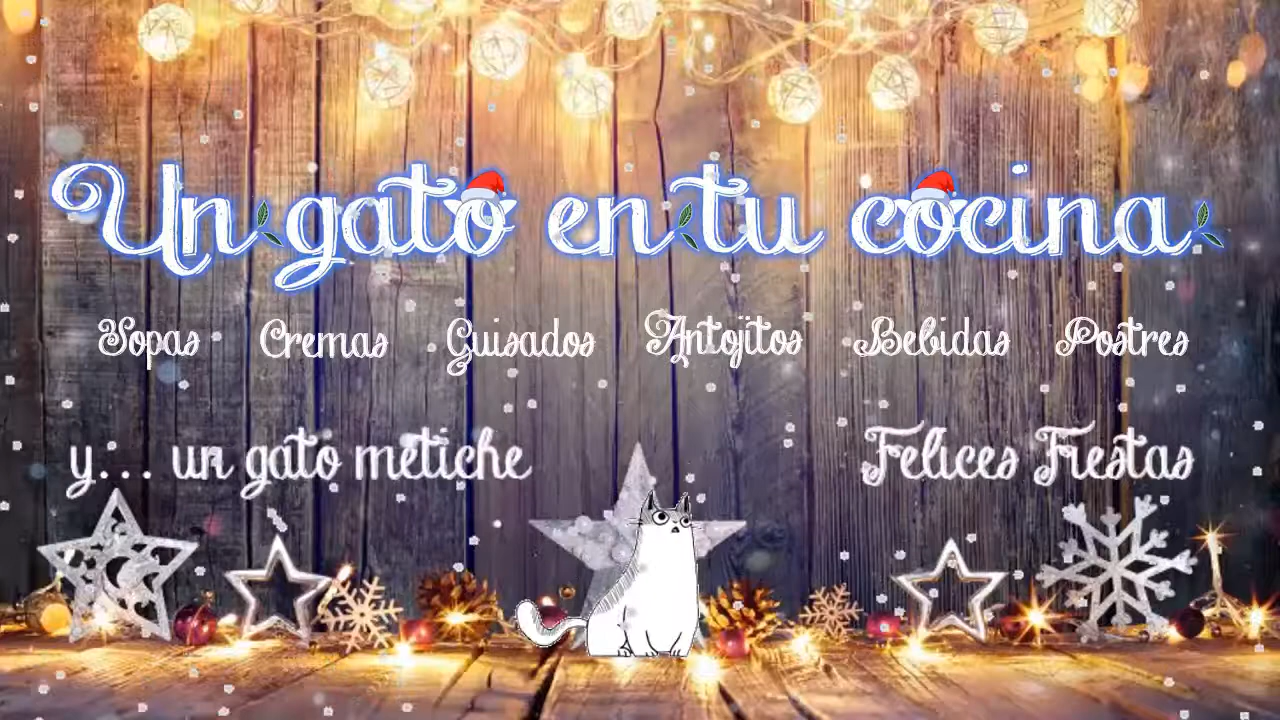 Un gato en tu cocina
Sopas Cremas Guisados Antojitos Bebidas Postres
y... un gato metiche
Felices Fiestas